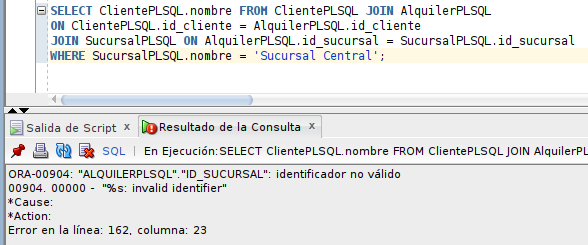 SELECT ClientePLSQL.nombre FROM ClientePLSQL JOIN AlquilerPLSQL
ON ClientePLSQL.id_cliente = AlquilerPLSQL.id_cliente
JOIN SucursalPLSQL ON AlquilerPLSQL.id_sucursal = SucursalPLSQL.id_sucursal
WHERE SucursalPLSQL.nombre = 'Sucursal Central';
Salida de Script x Resultado de la Consulta x
SQL | En Ejecución:SELECT ClientePLSQL.nombre FROM ClientePLSQL JOIN AlquilerPL
ORA-00904: "ALQUILERPLSQL"."ID_SUCURSAL": identificador no válido
00904. 00000 - "%s: invalid identifier"
*Cause:
*Action:
Error en la línea: 162, columna: 23